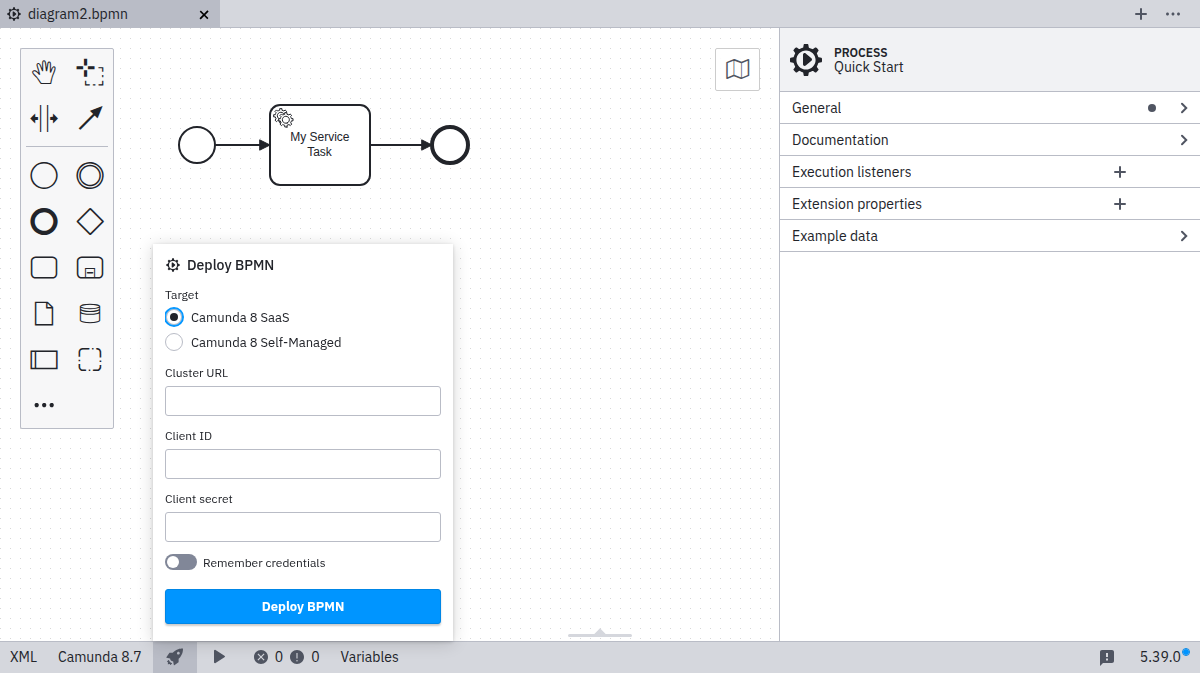 diagram2.bpmn
PROCESS
Quick Start
General
Documentation
Execution listeners
Extension properties
Example data
My Service
Task
Deploy BPMN
Target
Camunda 8 SaaS
Camunda 8 Self-Managed
Cluster URL
Client ID
Client secret
Remember credentials
Deploy BPMN
XML Camunda 8.7 0 0 Variables 5.39.0